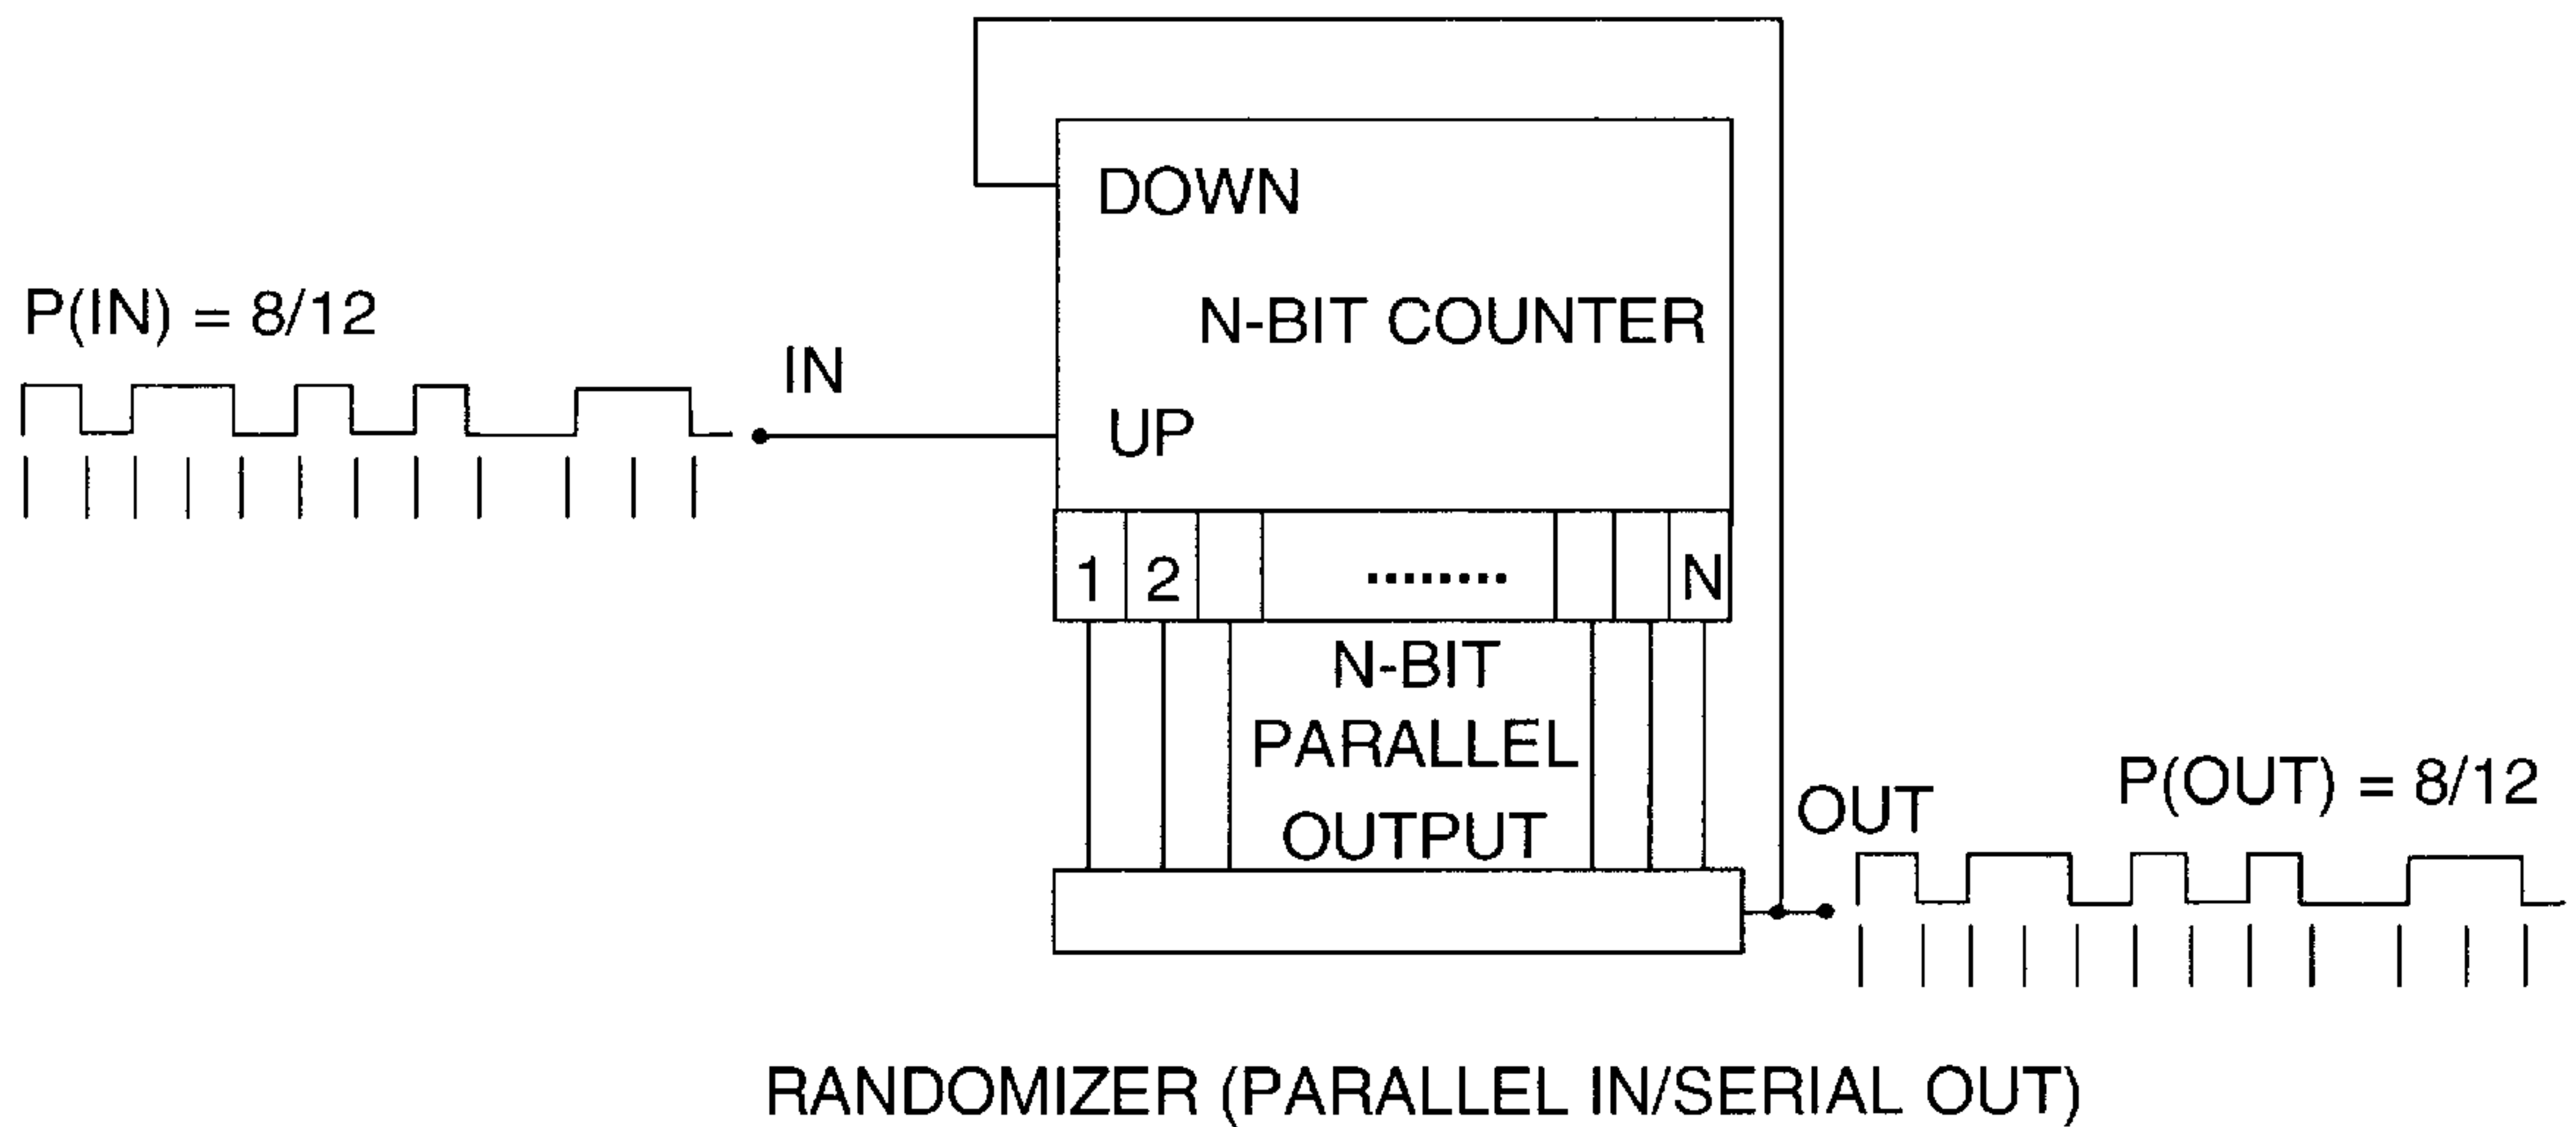 DOWN
P(IN) = 8/12
N-BIT COUNTER
IN
UP
1 2 ........ N
N-BIT
PARALLEL
OUTPUT
P(OUT) = 8/12
OUT
RANDOMIZER (PARALLEL IN/SERIAL OUT)